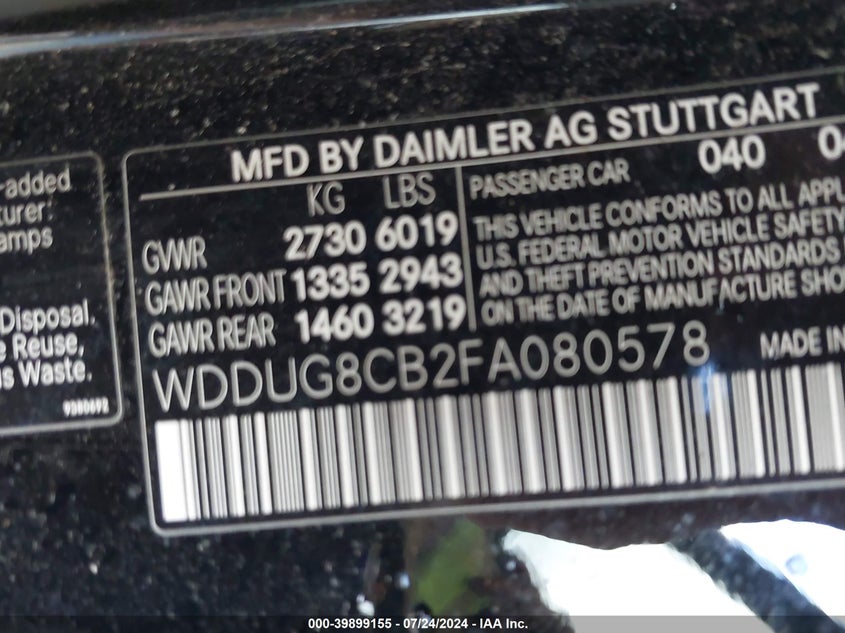 -added
turer:
amps
Disposal.
Reuse,
s Waste.
MFD BY DAIMLER AG STUTTGART
KG LBS
GVWR 2730 6019
GAWR FRONT 1335 2943
GAWR REAR 1460 3219
PASSENGER CAR 040
THIS VEHICLE CONFORMS TO ALL APPL
U.S. FEDERAL MOTOR VEHICLE SAFETY
AND THEFT PREVENTION STANDARDS
ON THE DATE OF MANUFACTURE SHO
WDDUG8CB2FA080578 MADE IN
000-39899155 - 07/24/2024 - IAA Inc.